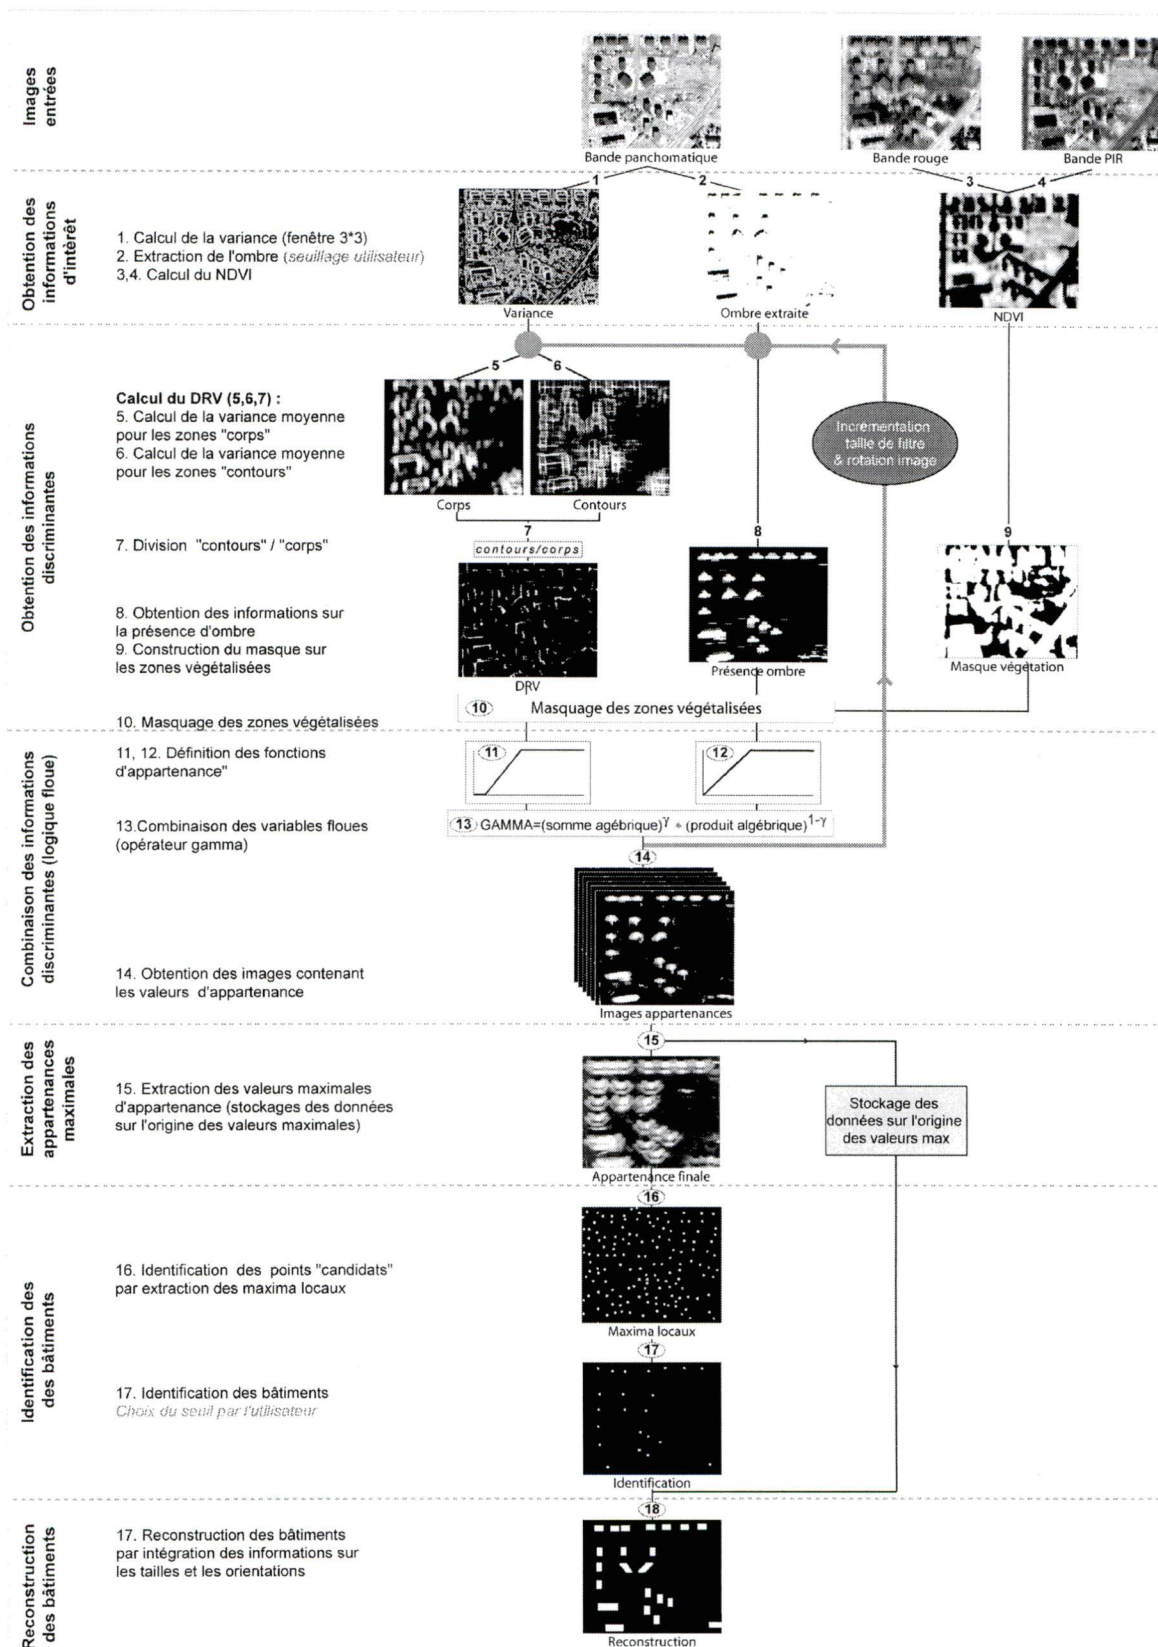 Images
entrées
Bande panchomatique
Bande rouge
Bande PIR
1
2
3
4
Obtention des
informations
d'intérêt
1. Calcul de la variance (fenêtre 3*3)
2. Extraction de l'ombre (seuillage utilisateur)
3,4. Calcul du NDVI
Variance
Ombre extraite
NDVI
Obtention des informations
discriminantes
5
6
Calcul du DRV (5,6,7) :
5. Calcul de la variance moyenne
pour les zones "corps"
6. Calcul de la variance moyenne
pour les zones "contours"
Incrémentation
taille de filtre
& rotation image
Corps
Contours
7
8
9
7. Division "contours" / "corps"
contours/corps
8. Obtention des informations sur
la présence d'ombre
9. Construction du masque sur
les zones végétalisées
DRV
Présence ombre
Masque végétation
10. Masquage des zones végétalisées
10 Masquage des zones végétalisées
Combinaison des informations
discriminantes (logique floue)
11, 12. Définition des fonctions
d'appartenance"
11
12
13.Combinaison des variables floues
(opérateur gamma)
13 GAMMA=(somme agébrique)^γ * (produit algébrique)^1-γ
14
14. Obtention des images contenant
les valeurs d'appartenance
Images appartenances
Extraction des
appartenances
maximales
15
15. Extraction des valeurs maximales
d'appartenance (stockages des données
sur l'origine des valeurs maximales)
Stockage des
données sur l'origine
des valeurs max
Appartenance finale
Identification des
des bâtiments
16
16. Identification des points "candidats"
par extraction des maxima locaux
Maxima locaux
17
17. Identification des bâtiments
Choix du seuil par l'utilisateur
Identification
Reconstruction
des bâtiments
18
17. Reconstruction des bâtiments
par intégration des informations sur
les tailles et les orientations
Reconstruction